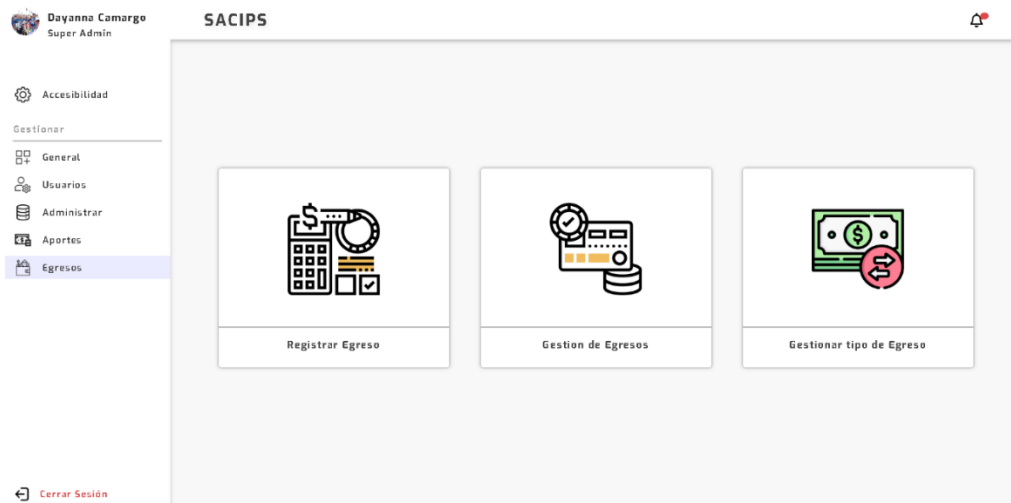 Dayanna Camargo
Super Admin
SACIPS
Accesibilidad
Gestionar
General
Usuarios
Administrar
Aportes
Egresos
Registrar Egreso
Gestion de Egresos
Gestionar tipo de Egreso
Cerrar Sesión